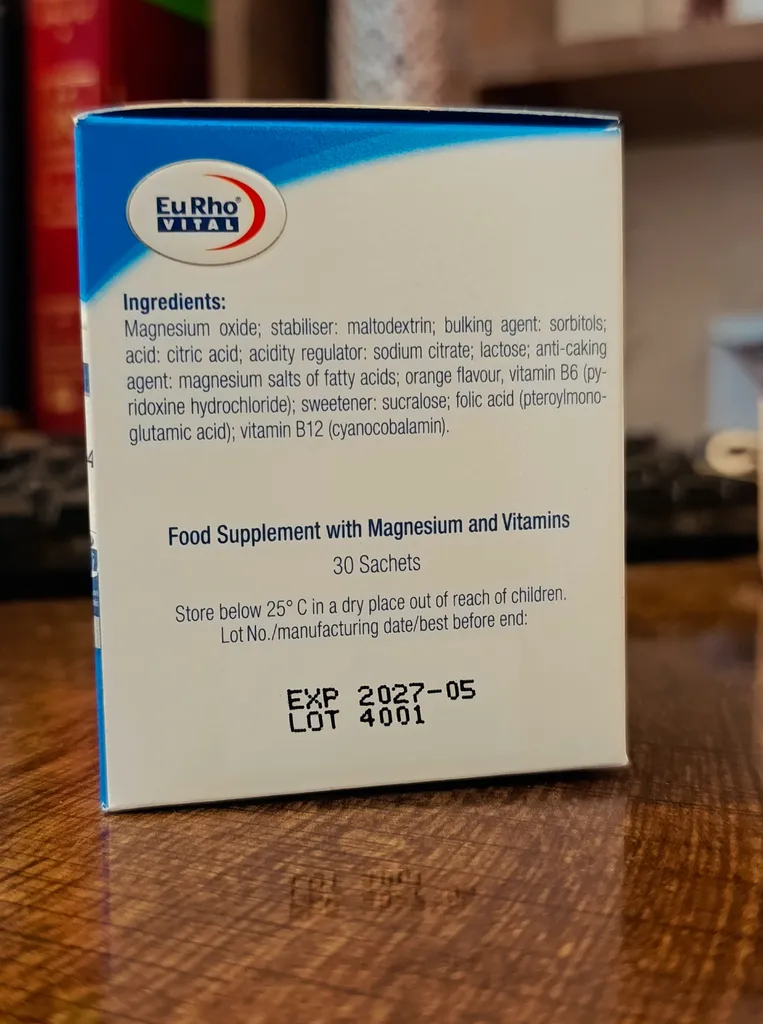 EuRho®
VITAL
Ingredients:
Magnesium oxide; stabiliser: maltodextrin; bulking agent: sorbitols;
acid: citric acid; acidity regulator: sodium citrate; lactose; anti-caking
agent: magnesium salts of fatty acids; orange flavour, vitamin B6 (py-
ridoxine hydrochloride); sweetener: sucralose; folic acid (pteroylmono-
glutamic acid); vitamin B12 (cyanocobalamin).
4
Food Supplement with Magnesium and Vitamins
30 Sachets
Store below 25° C in a dry place out of reach of children.
Lot No./manufacturing date/best before end:
EXP 2027-05
LOT 4001